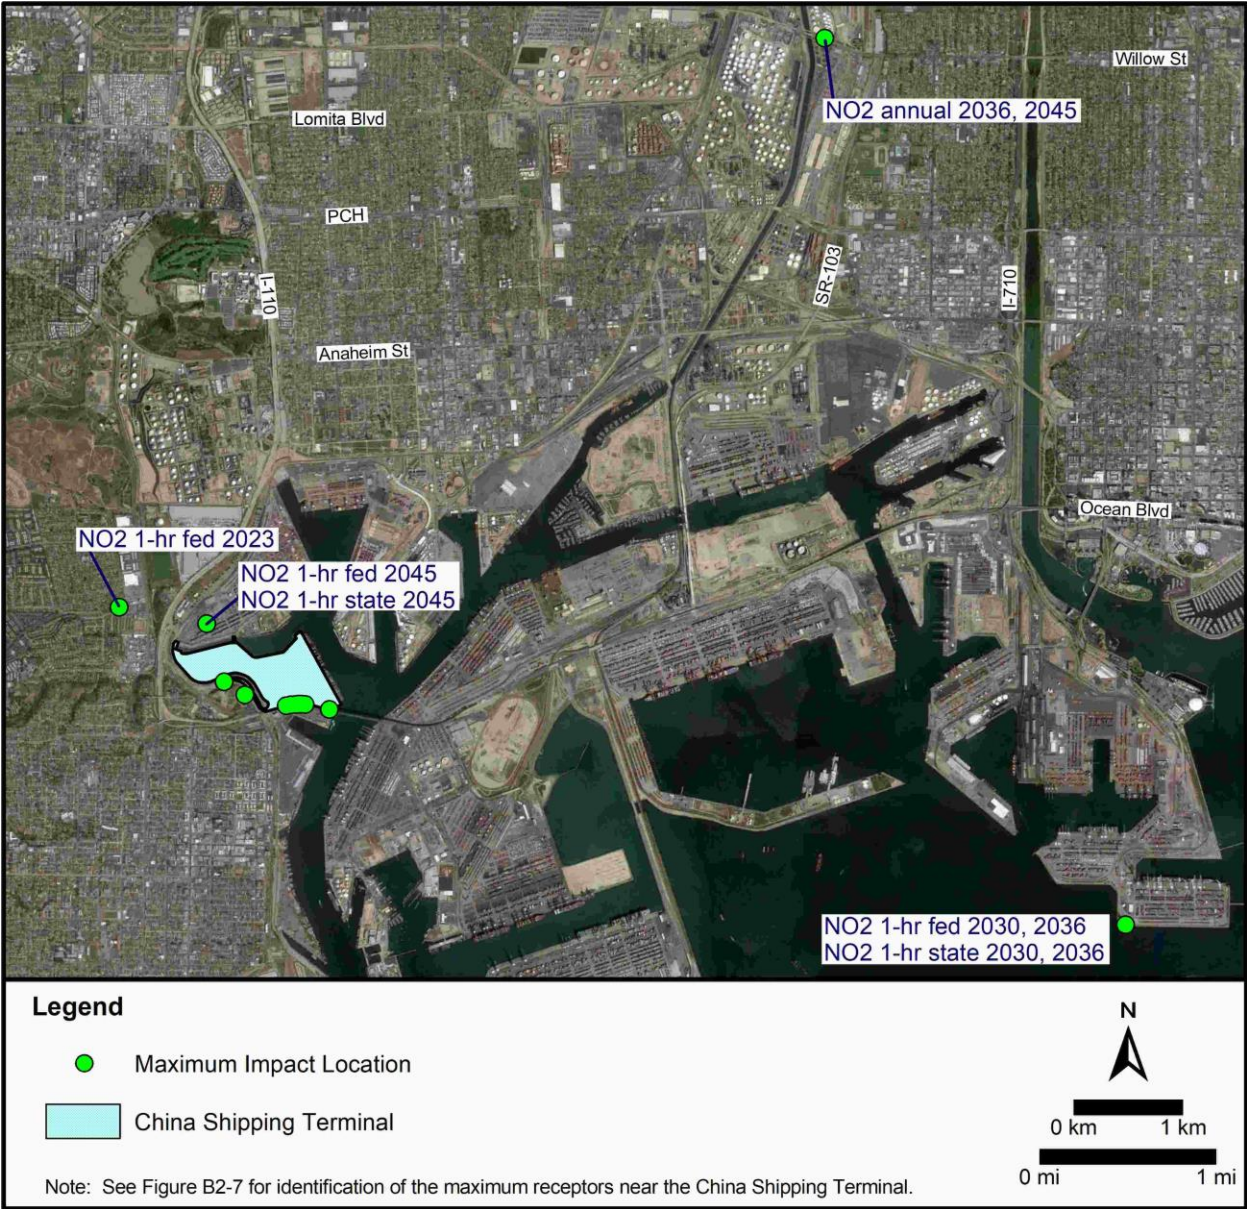 Willow St
NO2 annual 2036, 2045
Lomita Blvd
PCH
I-110
SR-103
I-710
Anaheim St
Ocean Blvd
NO2 1-hr fed 2023
NO2 1-hr fed 2045
NO2 1-hr state 2045
NO2 1-hr fed 2030, 2036
NO2 1-hr state 2030, 2036
Legend
Maximum Impact Location
China Shipping Terminal
N
0 km 1 km
0 mi 1 mi
Note: See Figure B2-7 for identification of the maximum receptors near the China Shipping Terminal.